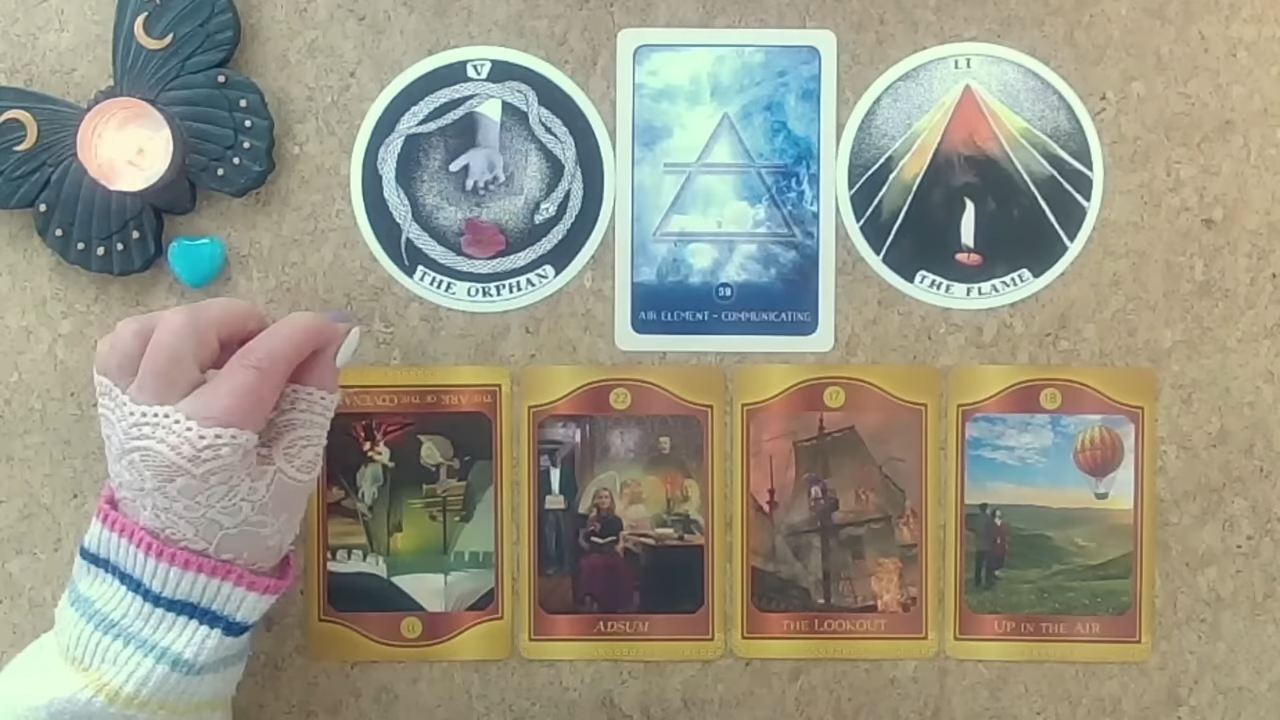 V
THE ORPHAN
39
AIR ELEMENT - COMMUNICATING
LI
THE FLAME
THE ARK OF THE COVENAN
22
ADSUM
17
THE LOOKOUT
18
UP IN THE AIR